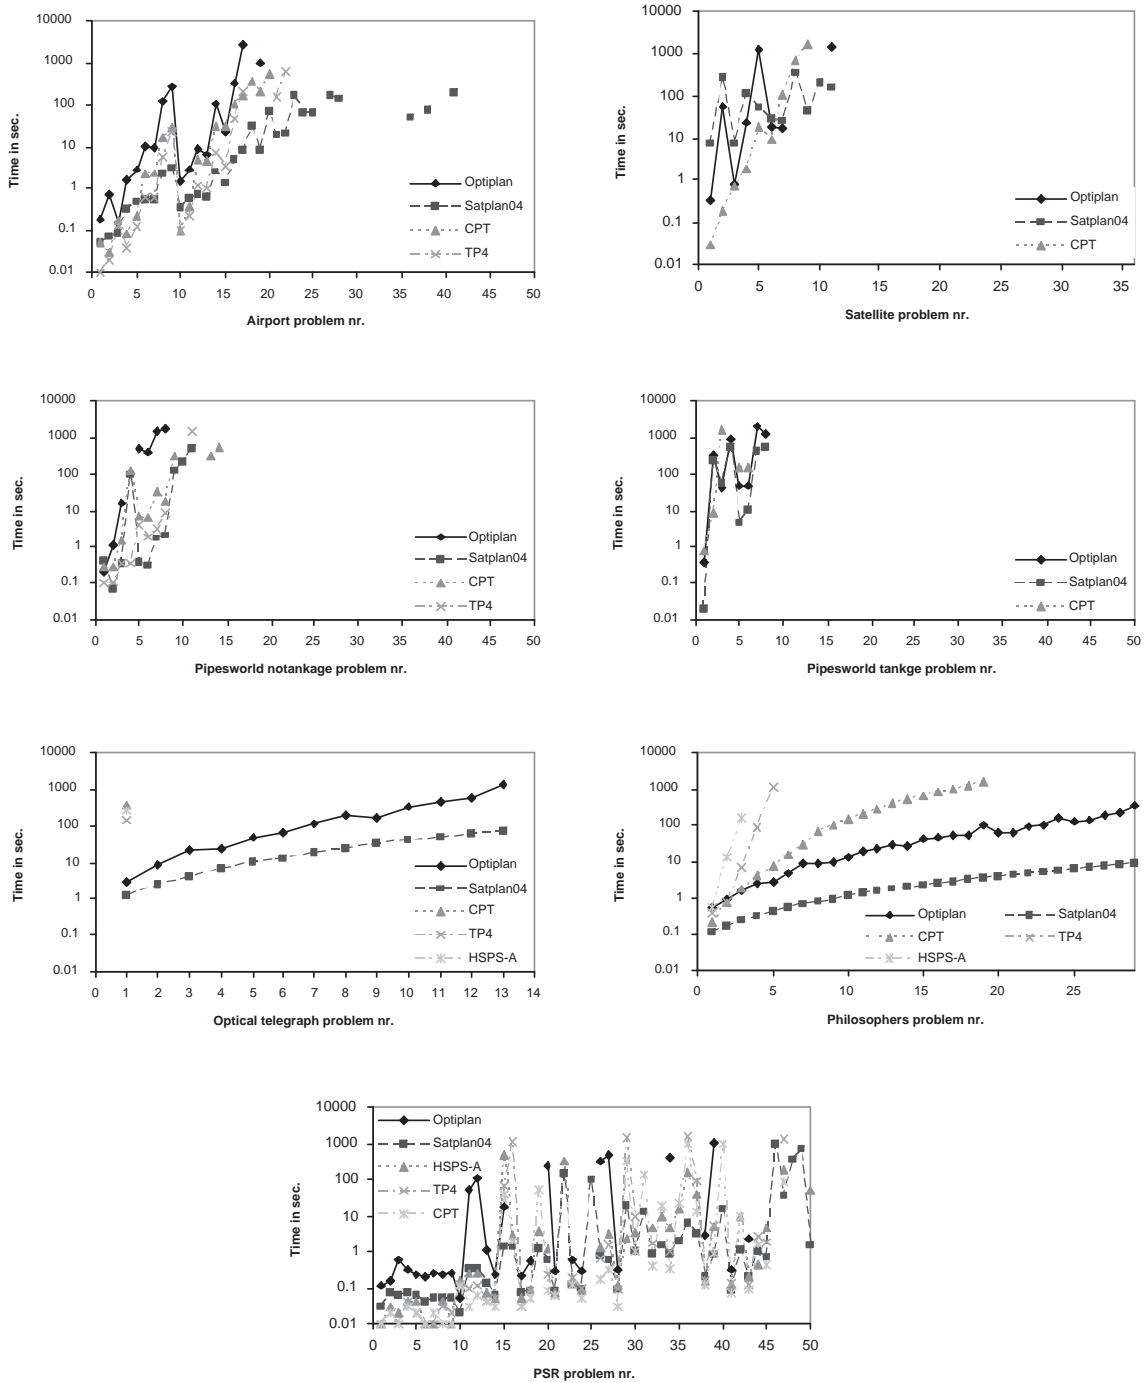 10000
1000
100
10
1
0.1
0.01
Time in sec.
Optiplan
Satplan04
CPT
TP4
0 5 10 15 20 25 30 35 40 45 50
Airport problem nr.
10000
1000
100
10
1
0.1
0.01
Time in sec.
Optiplan
Satplan04
CPT
0 5 10 15 20 25 30 35
Satellite problem nr.
10000
1000
100
10
1
0.1
0.01
Time in sec.
Optiplan
Satplan04
CPT
TP4
0 5 10 15 20 25 30 35 40 45 50
Pipesworld notankage problem nr.
10000
1000
100
10
1
0.1
0.01
Time in sec.
Optiplan
Satplan04
CPT
0 5 10 15 20 25 30 35 40 45 50
Pipesworld tankge problem nr.
10000
1000
100
10
1
0.1
0.01
Time in sec.
Optiplan
Satplan04
CPT
TP4
HSPS-A
0 1 2 3 4 5 6 7 8 9 10 11 12 13 14
Optical telegraph problem nr.
10000
1000
100
10
1
0.1
0.01
Time in sec.
Optiplan Satplan04
CPT TP4
HSPS-A
0 5 10 15 20 25
Philosophers problem nr.
10000
1000
100
10
1
0.1
0.01
Time in sec.
Optiplan
Satplan04
HSPS-A
TP4
CPT
0 5 10 15 20 25 30 35 40 45 50
PSR problem nr.